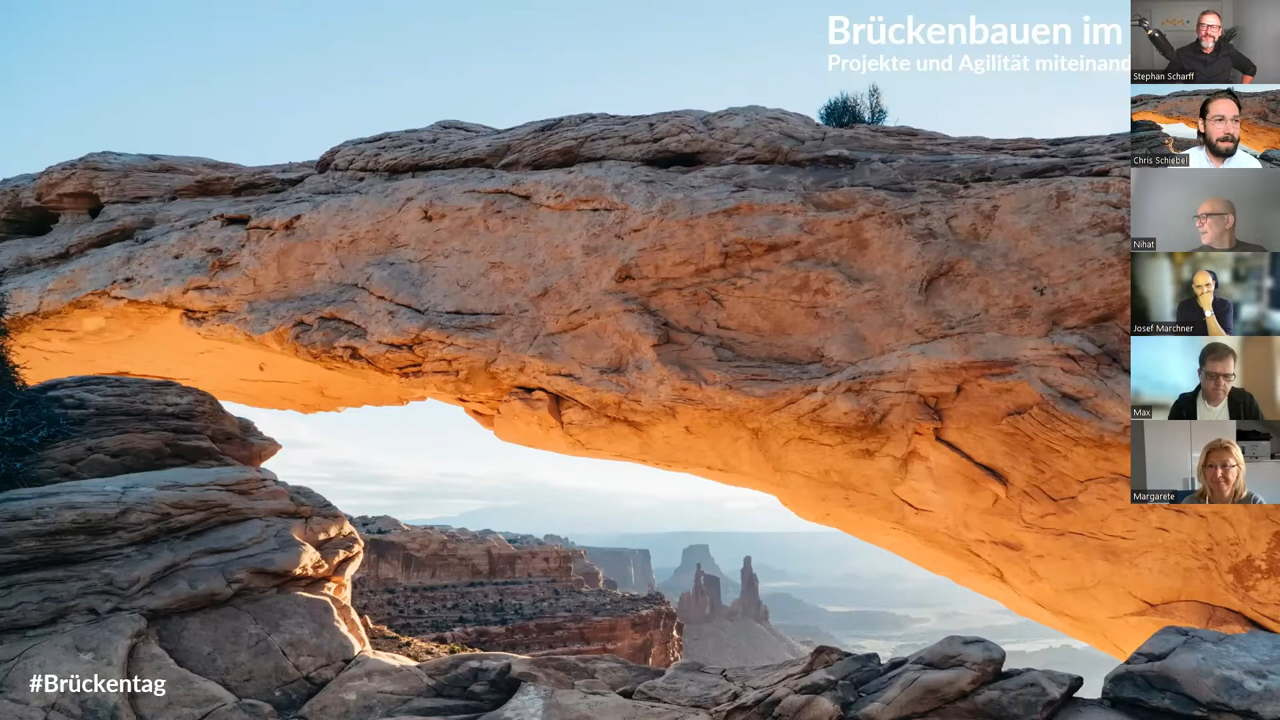 Brückenbauen im
Projekte und Agilität miteinand
Stephan Scharff
Chris Schiebel
Nihat
Josef Marchner
Max
Margarete
#Brückentag